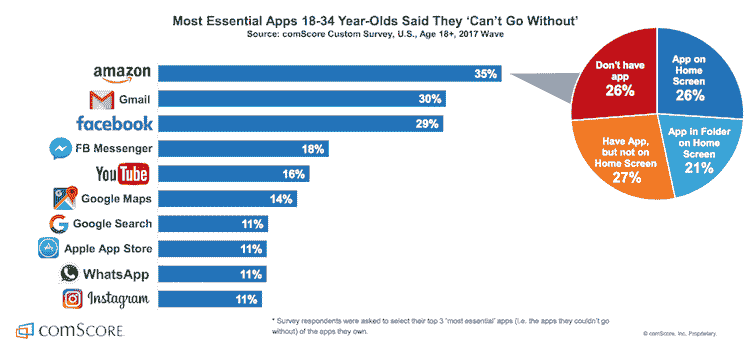 Most Essential Apps 18-34 Year-Olds Said They ‘Can't Go Without’
Source: comScore Custom Survey, U.S., Age 18+, 2017 Wave
amazon
35%
Gmail
30%
facebook
29%
FB Messenger
18%
YouTube
16%
Google Maps
14%
Google Search
11%
Apple App Store
11%
WhatsApp
11%
Instagram
11%
Don't have
app
26%
App on
Home
Screen
26%
Have App,
but not on
Home Screen
27%
App in Folder
on Home
Screen
21%
* Survey respondents were asked to select their top 3 “most essential” apps (i.e. the apps they couldn't go
without) of the apps they own.
comSCORE
© comScore, Inc. Proprietary.